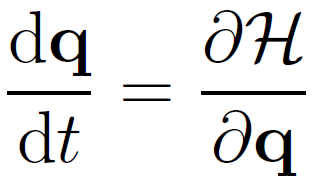 d𝐪/dt = ∂ℋ/∂𝐪